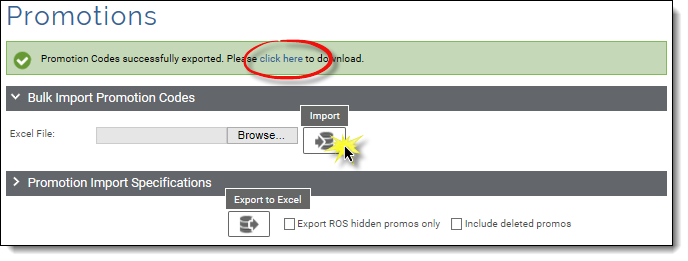 Promotions
Promotion Codes successfully exported. Please click here to download.
Bulk Import Promotion Codes
Import
Excel File:
Browse...
Promotion Import Specifications
Export to Excel
Export ROS hidden promos only
Include deleted promos